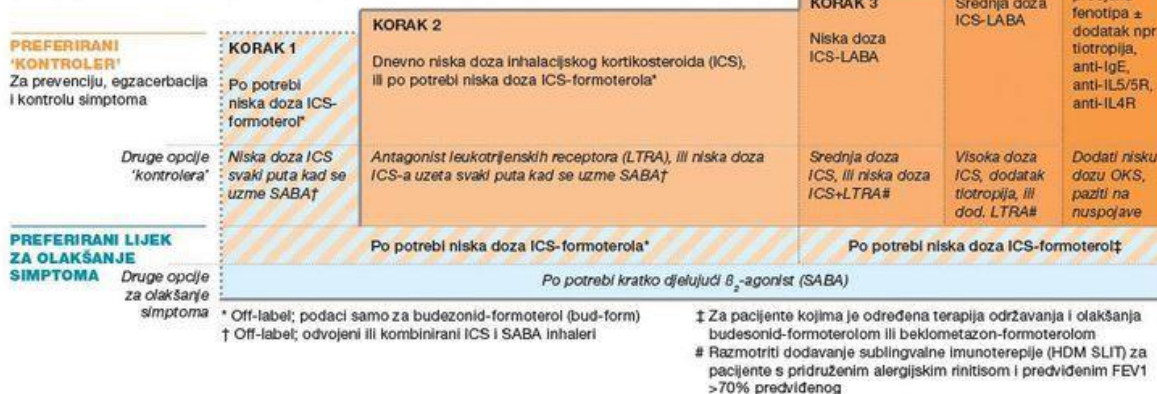 KORAK 3
Srednja doza
ICS-LABA
fenotipa ±
dodatak npr.
tiotropija,
anti-IgE,
anti-IL5/5R,
anti-IL4R
KORAK 2
Niska doza
ICS-LABA
PREFERIRANI
‘KONTROLER’
Za prevenciju, egzacerbacija
i kontrolu simptoma
KORAK 1
Po potrebi
niska doza ICS-
formoterol*
Dnevno niska doza inhalacijskog kortikosteroida (ICS),
ili po potrebi niska doza ICS-formoterola*
Druge opcije
‘kontrolera’
Niska doza ICS
svaki puta kad se
uzme SABA†
Antagonist leukotrijenskih receptora (LTRA), ili niska doza
ICS-a uzeta svaki puta kad se uzme SABA†
Srednja doza
ICS, ili niska doza
ICS+LTRA#
Visoka doza
ICS, dodatak
tiotropija, ili
dod. LTRA#
Dodati nisku
dozu OKS,
paziti na
nuspojave
PREFERIRANI LIJEK
ZA OLAKŠANJE
SIMPTOMA
Po potrebi niska doza ICS-formoterola*
Po potrebi niska doza ICS-formoterol‡
Druge opcije
za olakšanje
simptoma
Po potrebi kratko djelujući ß₂-agonist (SABA)
* Off-label; podaci samo za budezonid-formoterol (bud-form)
† Off-label; odvojeni ili kombinirani ICS i SABA inhaleri
‡ Za pacijente kojima je određena terapija održavanja i olakšanja
budesonid-formoterolom ili beklometazon-formoterolom
# Razmotriti dodavanje sublingvalne imunoterepije (HDM SLIT) za
pacijente s pridruženim alergijskim rinitisom i predviđenim FEV1
>70% predviđenog